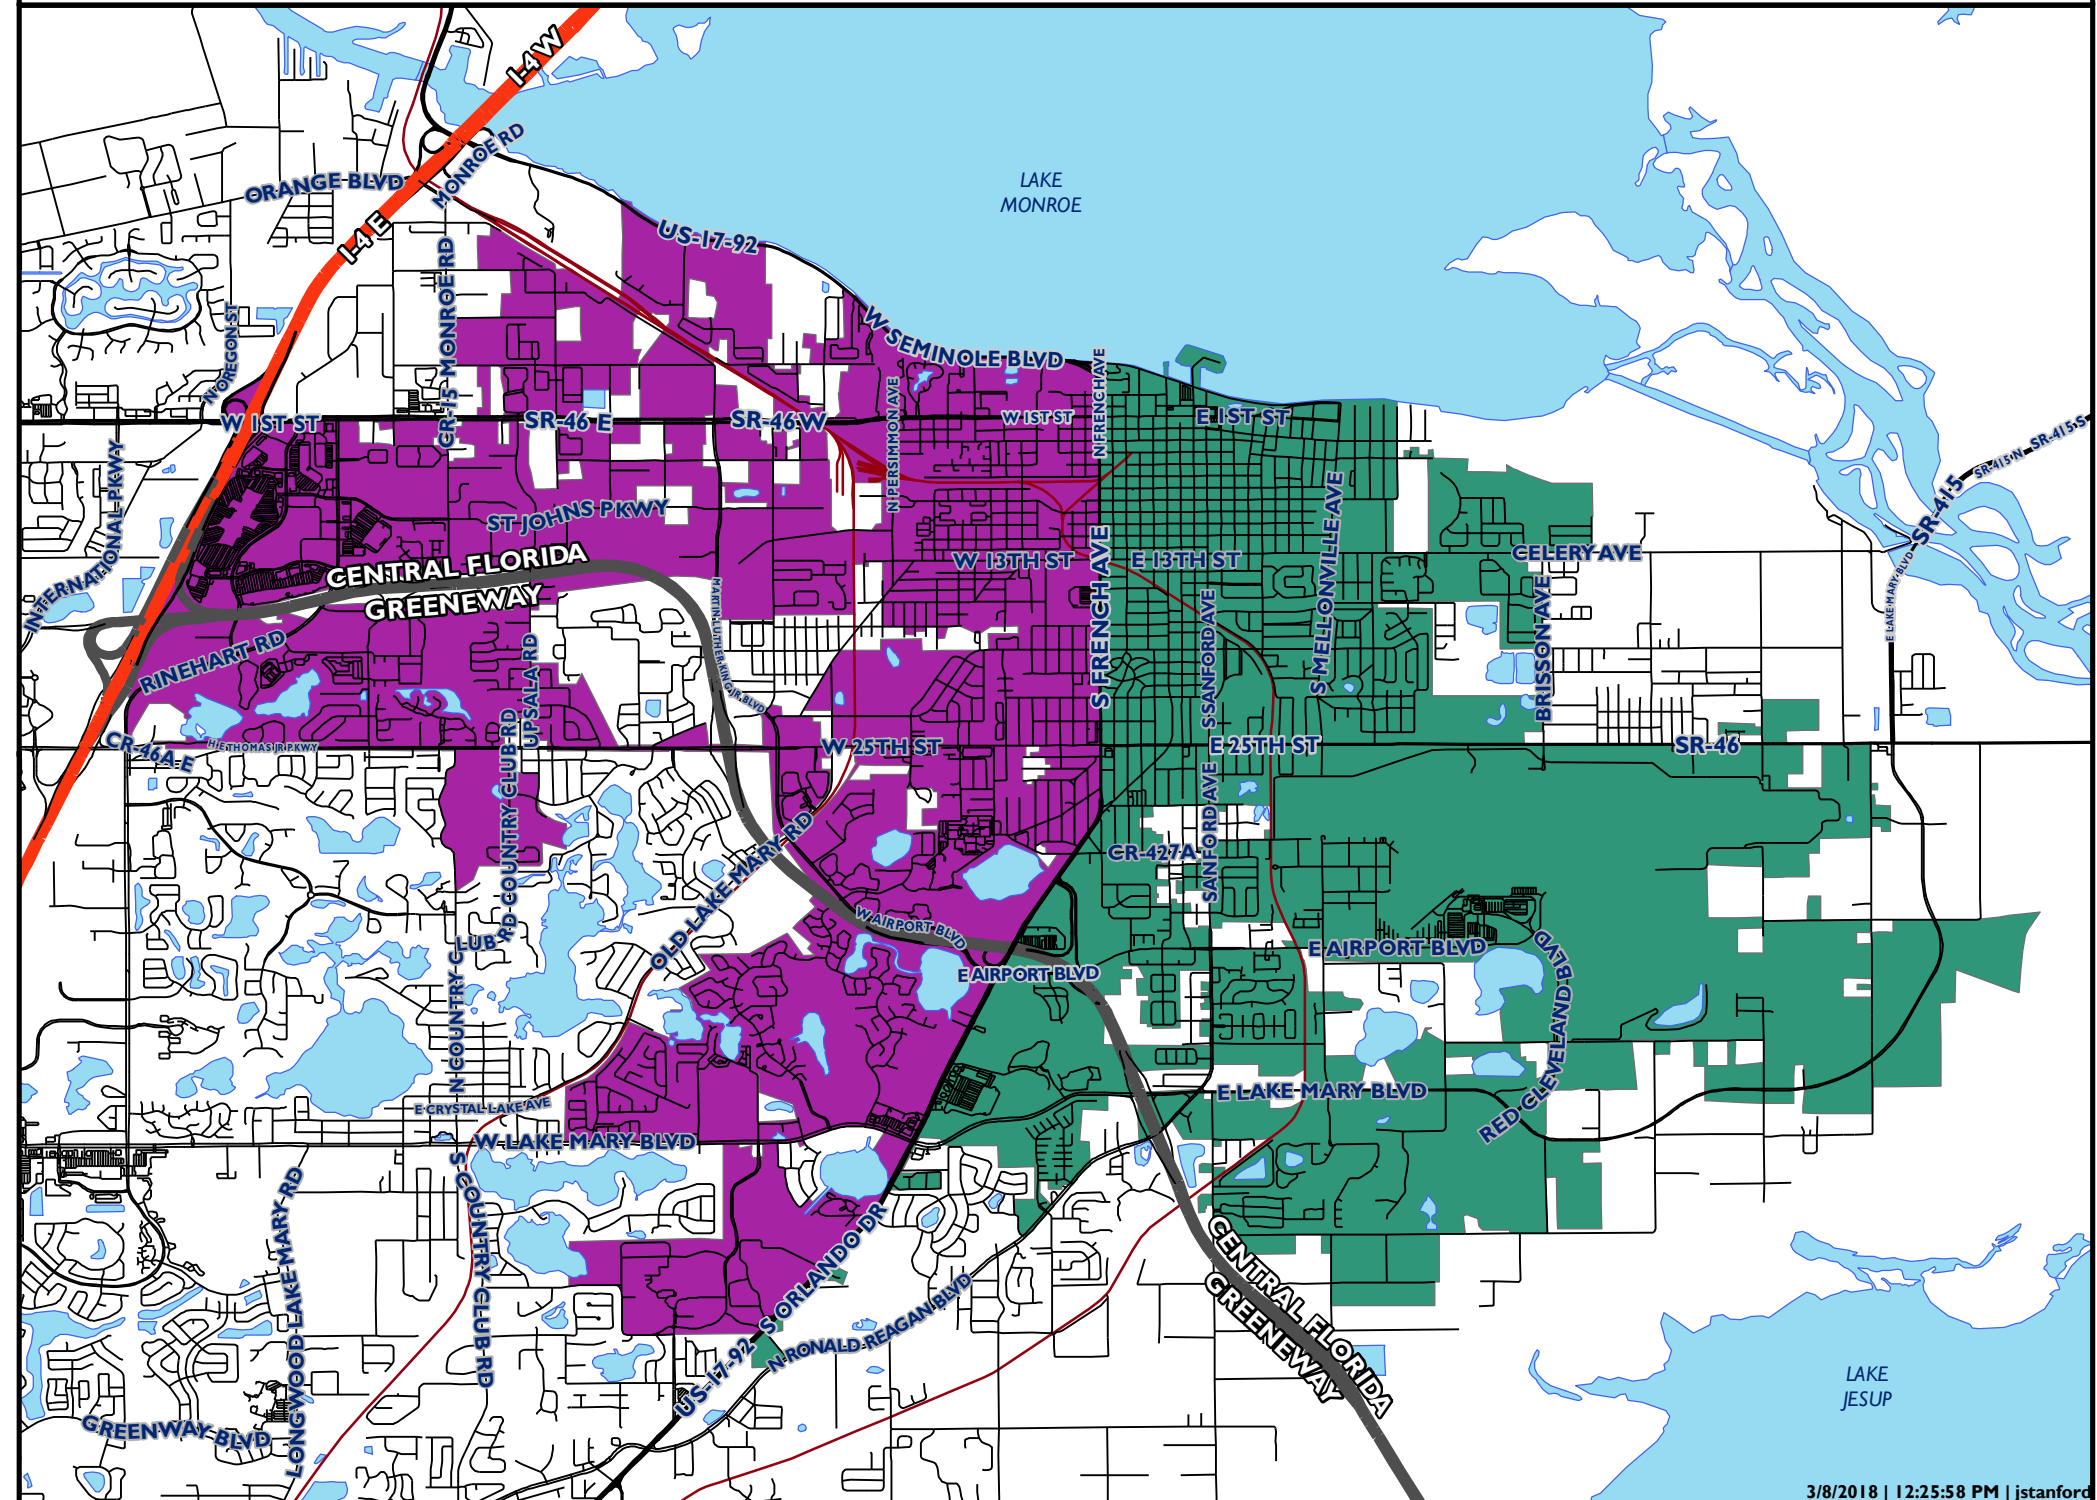 I-4 W
MONROE RD
ORANGE BLVD
LAKE
MONROE
I-4 E
US-17-92
CR-15 MONROE RD
N OREGON ST
W SEMINOLE BLVD
N FRENCH AVE
N PERSIMMON AVE
W 1ST ST
SR-46 E
SR-46 W
W 1ST ST
E 1ST ST
SR-415 N
SR-415 S
SR-415
INTERNATIONAL PKWY
ST JOHNS PKWY
S MELLONVILLE AVE
CENTRAL FLORIDA
GREENEWAY
W 13TH ST
E 13TH ST
CELERY AVE
S FRENCH AVE
E LAKE MARY BLVD
MARTIN LUTHER KING JR BLVD
S SANFORD AVE
BRISSON AVE
RINEHART RD
UPSALA RD
CR-46A E
H E THOMAS JR PKWY
W 25TH ST
E 25TH ST
SR-46
RD COUNTRY CLUB RD
SANFORD AVE
OLD LAKE MARY RD
CR-427A
W AIRPORT BLVD
E AIRPORT BLVD
E AIRPORT BLVD
N COUNTRY CLUB
RED CLEVELAND BLVD
E CRYSTAL LAKE AVE
E LAKE MARY BLVD
W LAKE MARY BLVD
LONGWOOD LAKE MARY RD
S COUNTRY CLUB RD
S ORLANDO DR
US-17-92
N RONALD REAGAN BLVD
CENTRAL FLORIDA
GREENEWAY
LAKE
JESUP
GREENWAY BLVD
3/8/2018 | 12:25:58 PM | jstanford